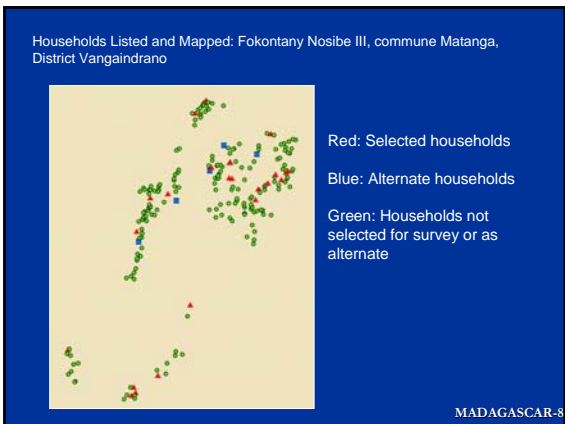 Households Listed and Mapped: Fokontany Nosibe III, commune Matanga,
District Vangaindrano
Red: Selected households
Blue: Alternate households
Green: Households not
selected for survey or as
alternate
MADAGASCAR-8